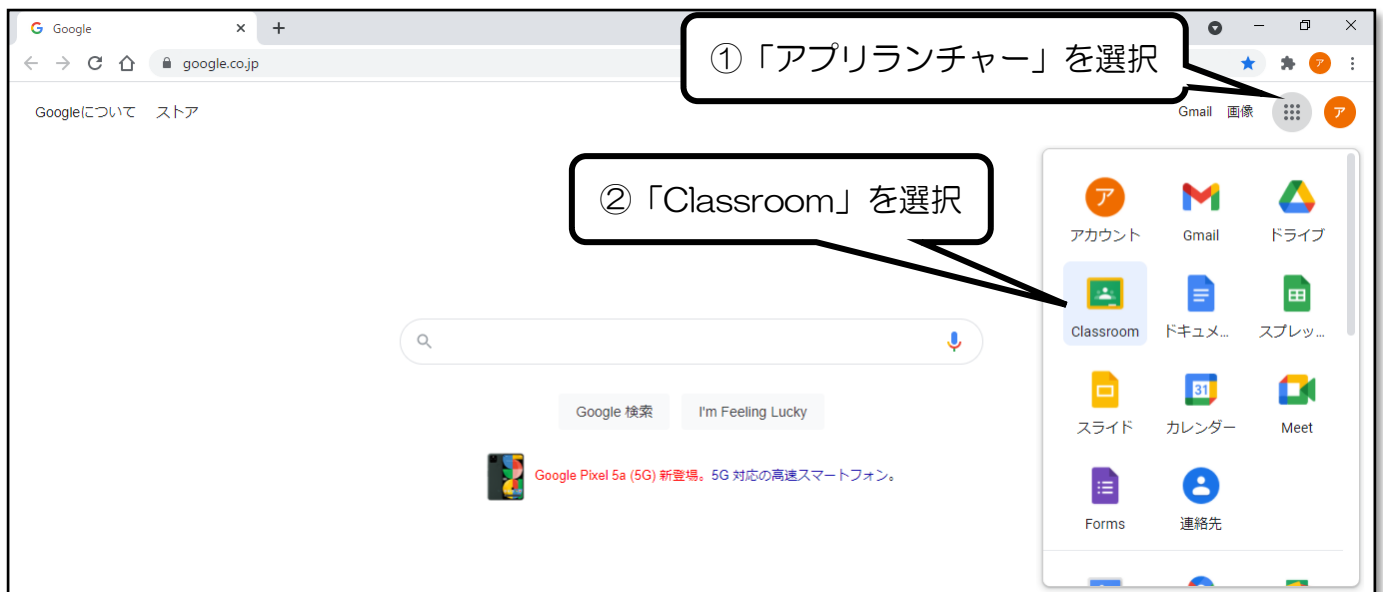 Google
①「アプリランチャー」を選択
google.co.jp
ア
Googleについて ストア
Gmail 画像
ア
②「Classroom」を選択
ア
アカウント Gmail ドライブ
Classroom ドキュメ... スプレッ...
31
スライド カレンダー Meet
Google 検索 I'm Feeling Lucky
Google Pixel 5a (5G) 新登場。5G 対応の高速スマートフォン。
Forms 連絡先